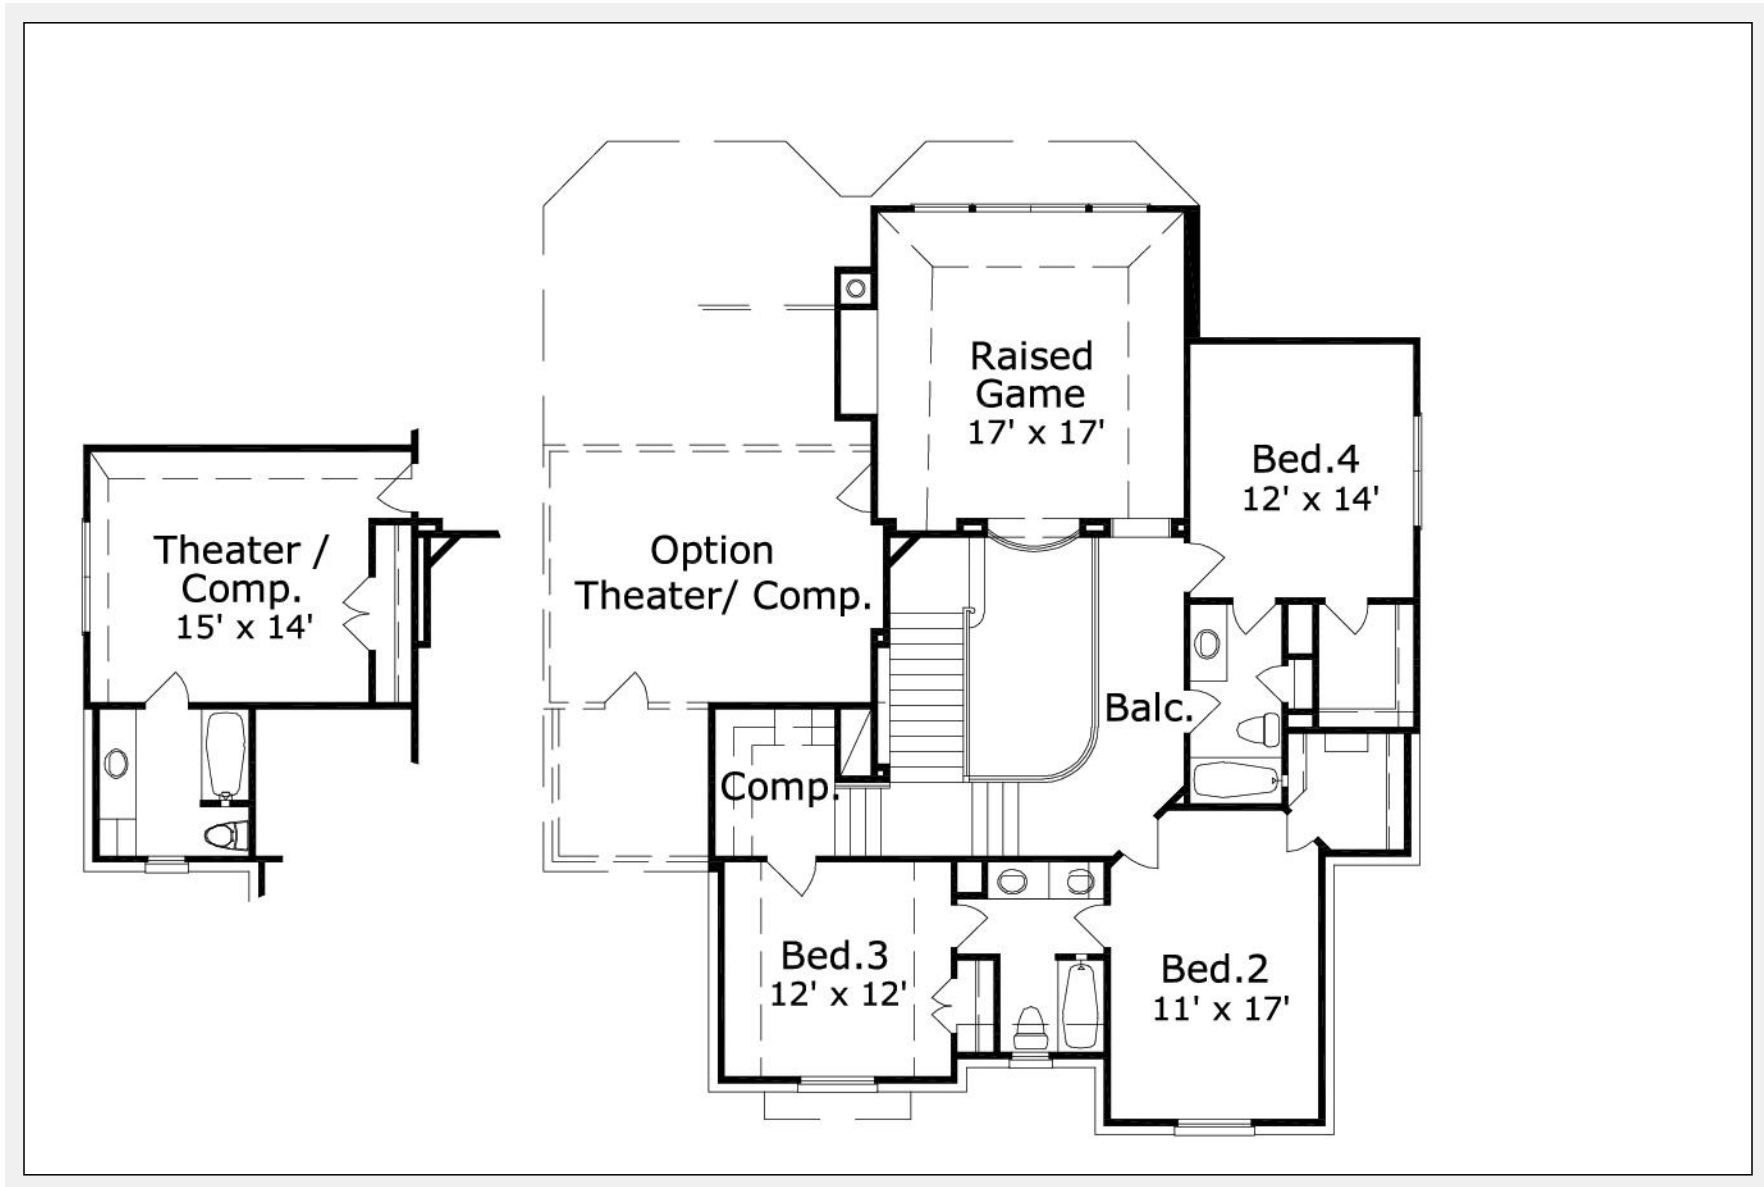 Raised
Game
17' x 17'
Bed.4
12' x 14'
Theater /
Comp.
15' x 14'
Option
Theater/ Comp.
Balc.
Comp.
Bed.3
12' x 12'
Bed.2
11' x 17'